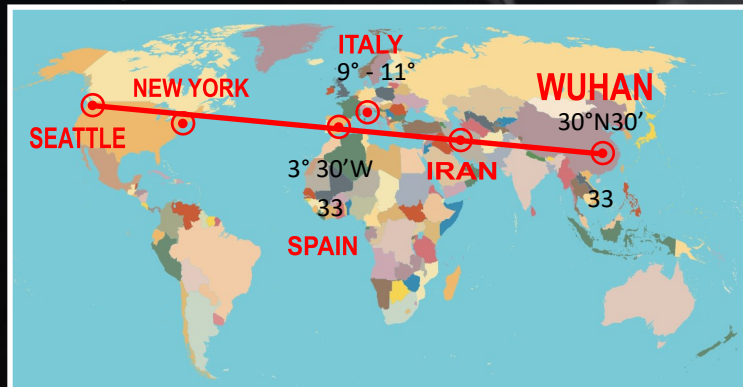 ITALY
9° - 11°
NEW YORK
WUHAN
30°N30'
SEATTLE
3° 30'W
IRAN
33
33
SPAIN